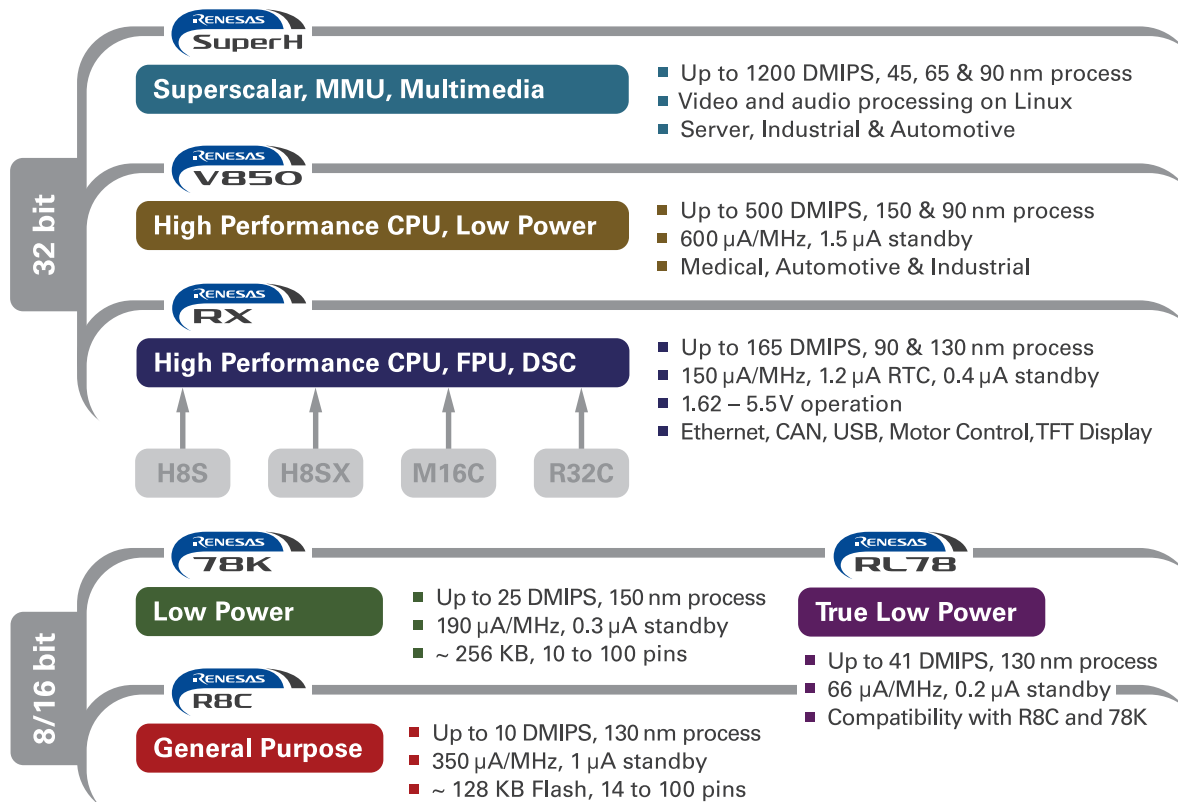 32 bit
RENESAS
SuperH
Superscalar, MMU, Multimedia
Up to 1200 DMIPS, 45, 65 & 90 nm process
Video and audio processing on Linux
Server, Industrial & Automotive
RENESAS
V850
High Performance CPU, Low Power
Up to 500 DMIPS, 150 & 90 nm process
600 µA/MHz, 1.5 µA standby
Medical, Automotive & Industrial
RENESAS
RX
High Performance CPU, FPU, DSC
Up to 165 DMIPS, 90 & 130 nm process
150 µA/MHz, 1.2 µA RTC, 0.4 µA standby
1.62 – 5.5 V operation
Ethernet, CAN, USB, Motor Control, TFT Display
H8S
H8SX
M16C
R32C
8/16 bit
RENESAS
78K
Low Power
Up to 25 DMIPS, 150 nm process
190 µA/MHz, 0.3 µA standby
~ 256 KB, 10 to 100 pins
RENESAS
RL78
True Low Power
Up to 41 DMIPS, 130 nm process
66 µA/MHz, 0.2 µA standby
Compatibility with R8C and 78K
RENESAS
R8C
General Purpose
Up to 10 DMIPS, 130 nm process
350 µA/MHz, 1 µA standby
~ 128 KB Flash, 14 to 100 pins